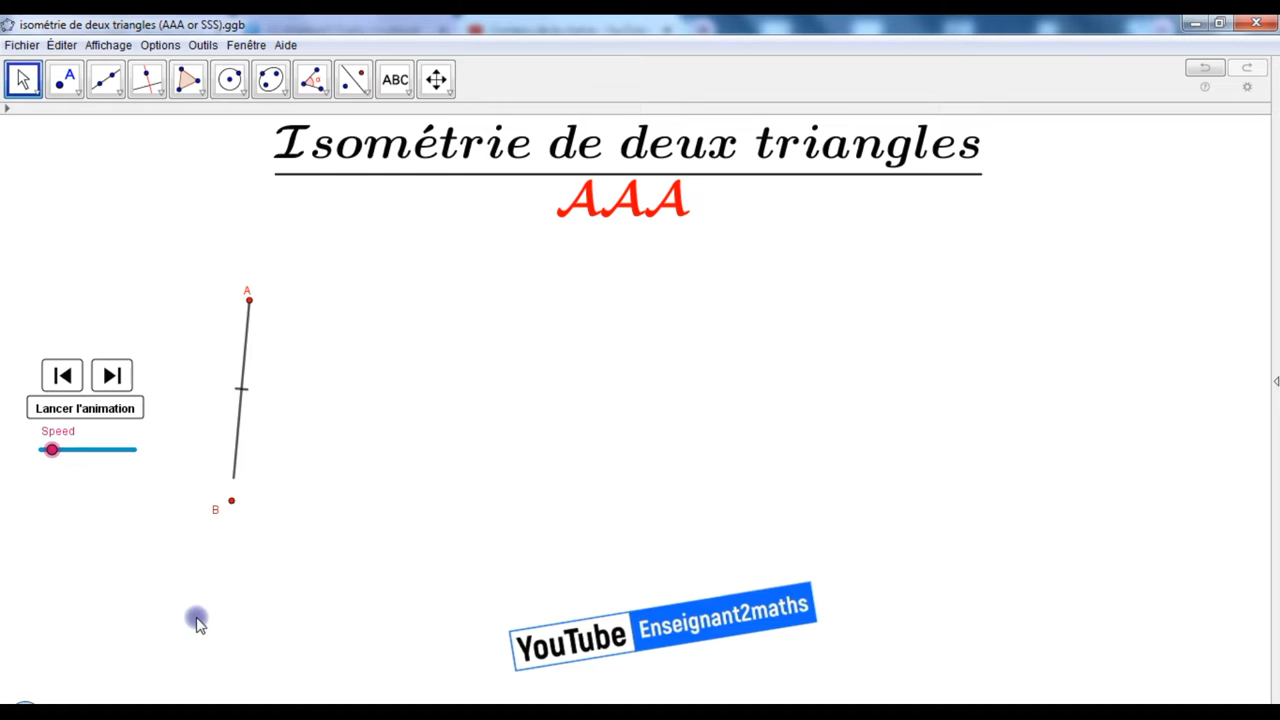 isométrie de deux triangles (AAA or SSS).ggb
Fichier Éditer Affichage Options Outils Fenêtre Aide
A ABC
Isométrie de deux triangles
AAA
A
Lancer l'animation
Speed
B
YouTube Enseignant2maths